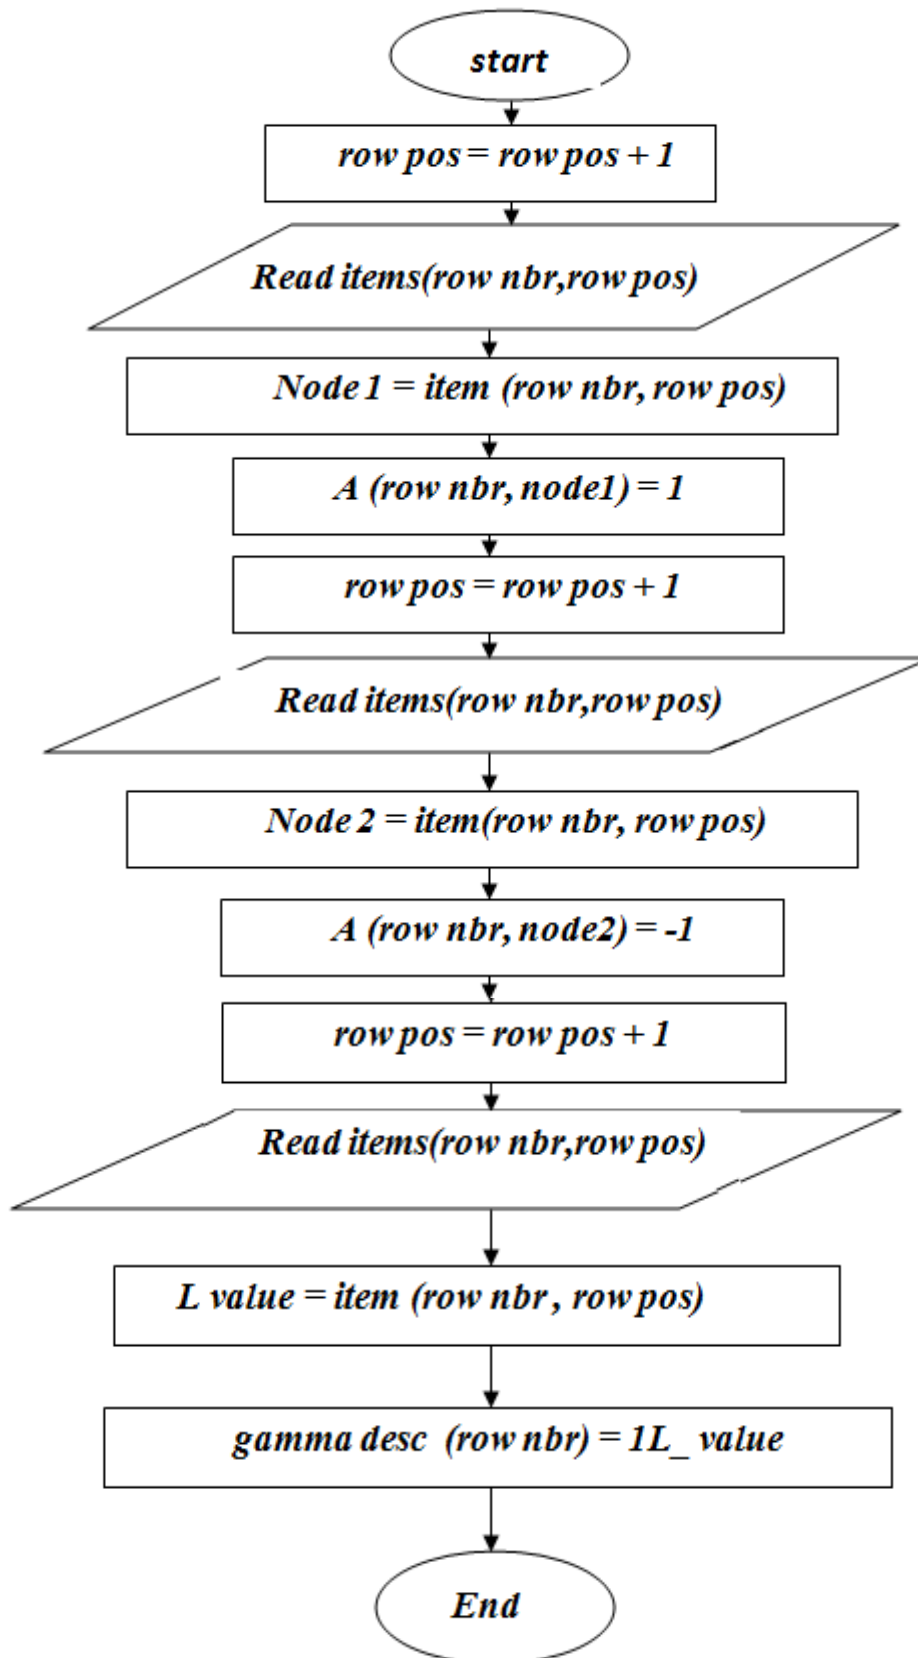 start
row pos = row pos + 1
Read items(row nbr,row pos)
Node 1 = item (row nbr, row pos)
A (row nbr, node1) = 1
row pos = row pos + 1
Read items(row nbr,row pos)
Node 2 = item(row nbr, row pos)
A (row nbr, node2) = -1
row pos = row pos + 1
Read items(row nbr,row pos)
L value = item (row nbr , row pos)
gamma desc (row nbr) = 1L_ value
End